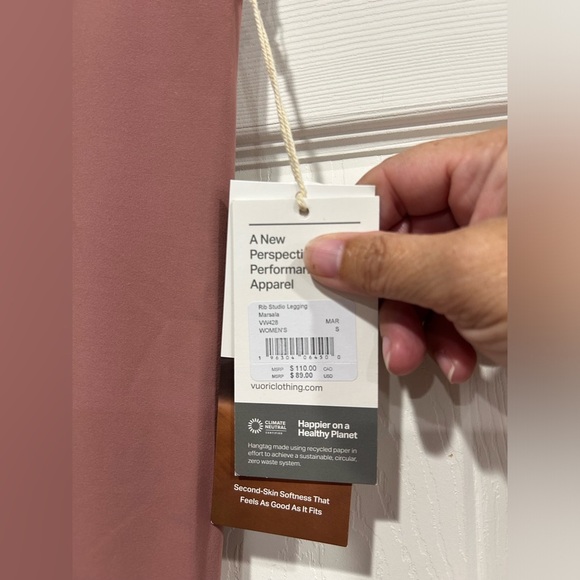 A New
Perspecti
Performan
Apparel
Rib Studio Legging
Marsala
VW428 MAR
WOMEN'S S
MSRP $110.00 CAD
MSRP $89.00 USD
vuoriclothing.com
CLIMATE
NEUTRAL
CERTIFIED
Happier on a
Healthy Planet
Hangtag made using recycled paper in
effort to achieve a sustainable, circular,
zero waste system.
Second-Skin Softness That
Feels As Good As It Fits